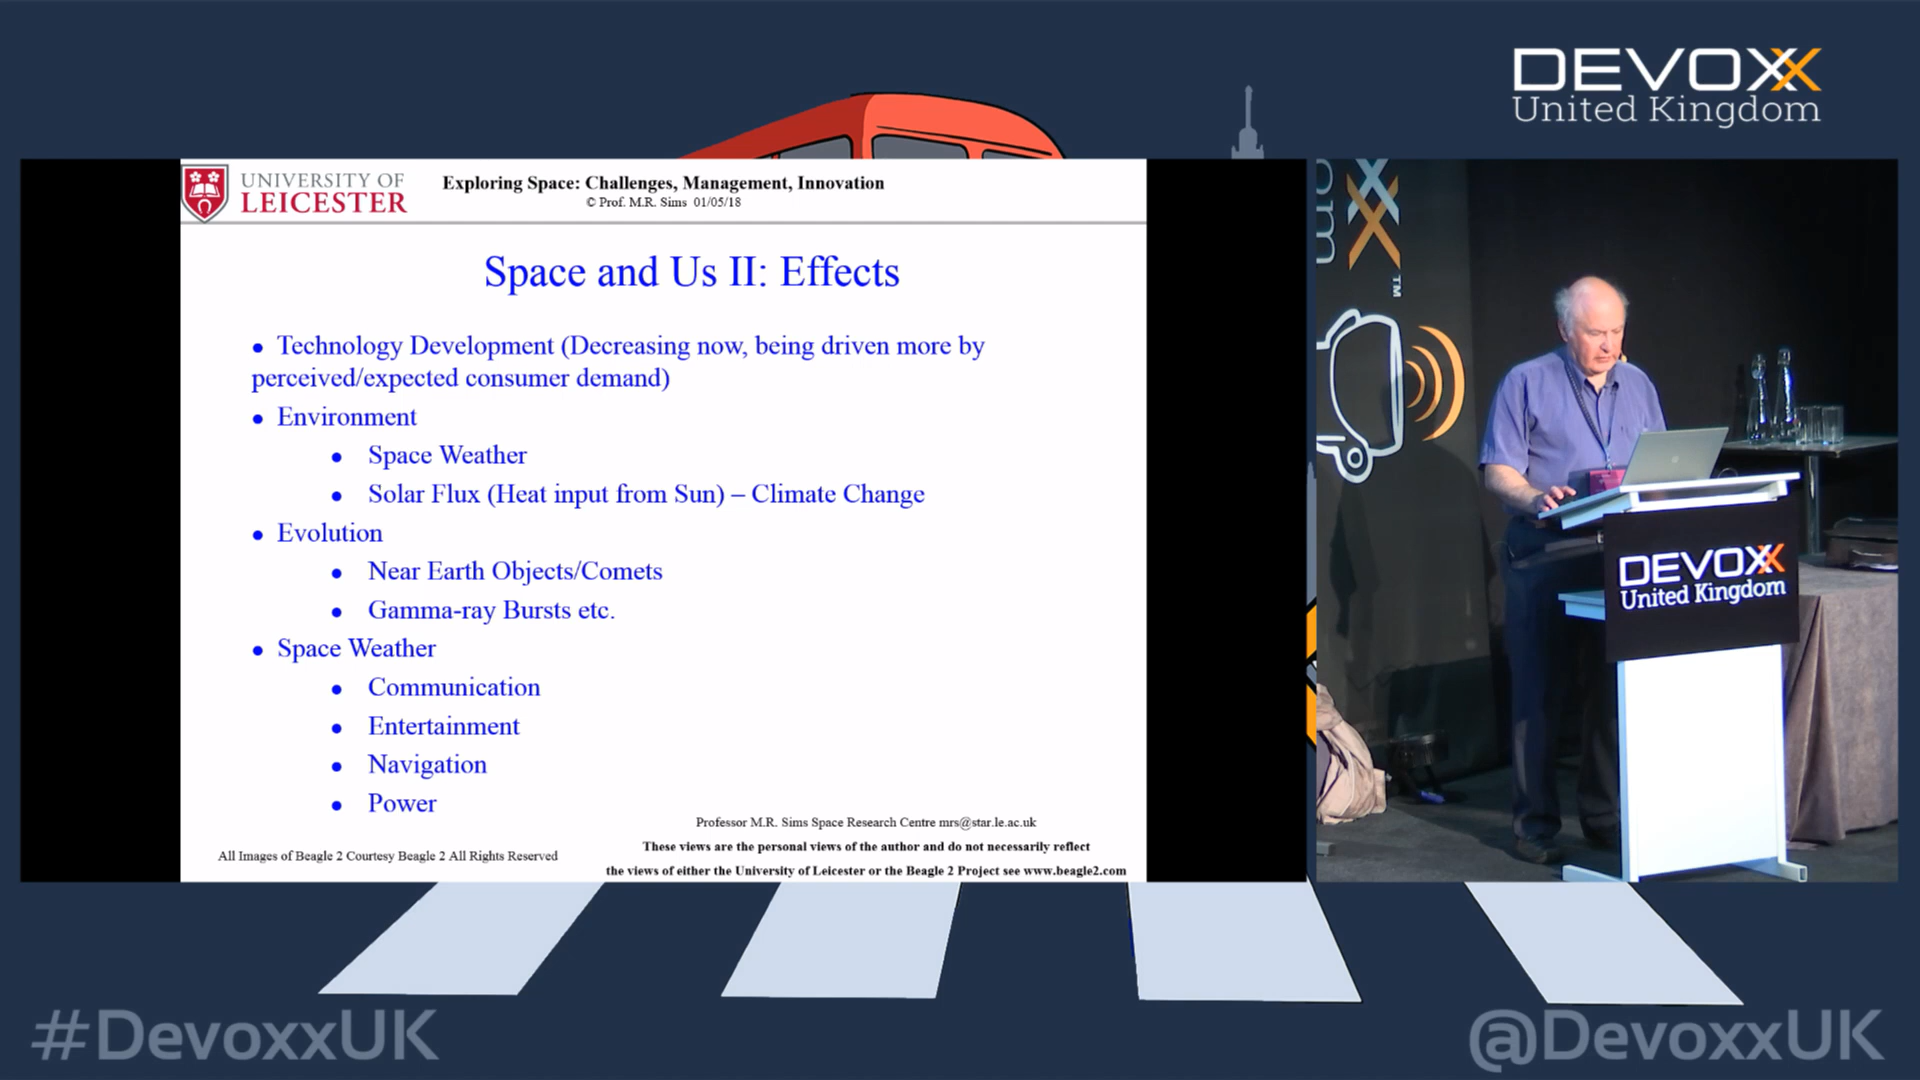 DEVOXX
United Kingdom
UNIVERSITY OF
LEICESTER
Exploring Space: Challenges, Management, Innovation
© Prof. M.R. Sims 01/05/18
Space and Us II: Effects
• Technology Development (Decreasing now, being driven more by
perceived/expected consumer demand)
• Environment
• Space Weather
• Solar Flux (Heat input from Sun) – Climate Change
• Evolution
• Near Earth Objects/Comets
• Gamma-ray Bursts etc.
• Space Weather
• Communication
• Entertainment
• Navigation
• Power
Professor M.R. Sims Space Research Centre mrs@star.le.ac.uk
These views are the personal views of the author and do not necessarily reflect
All Images of Beagle 2 Courtesy Beagle 2 All Rights Reserved
the views of either the University of Leicester or the Beagle 2 Project see www.beagle2.com
TM
DEVOXX
United Kingdom
#DevoxxUK
@DevoxxUK